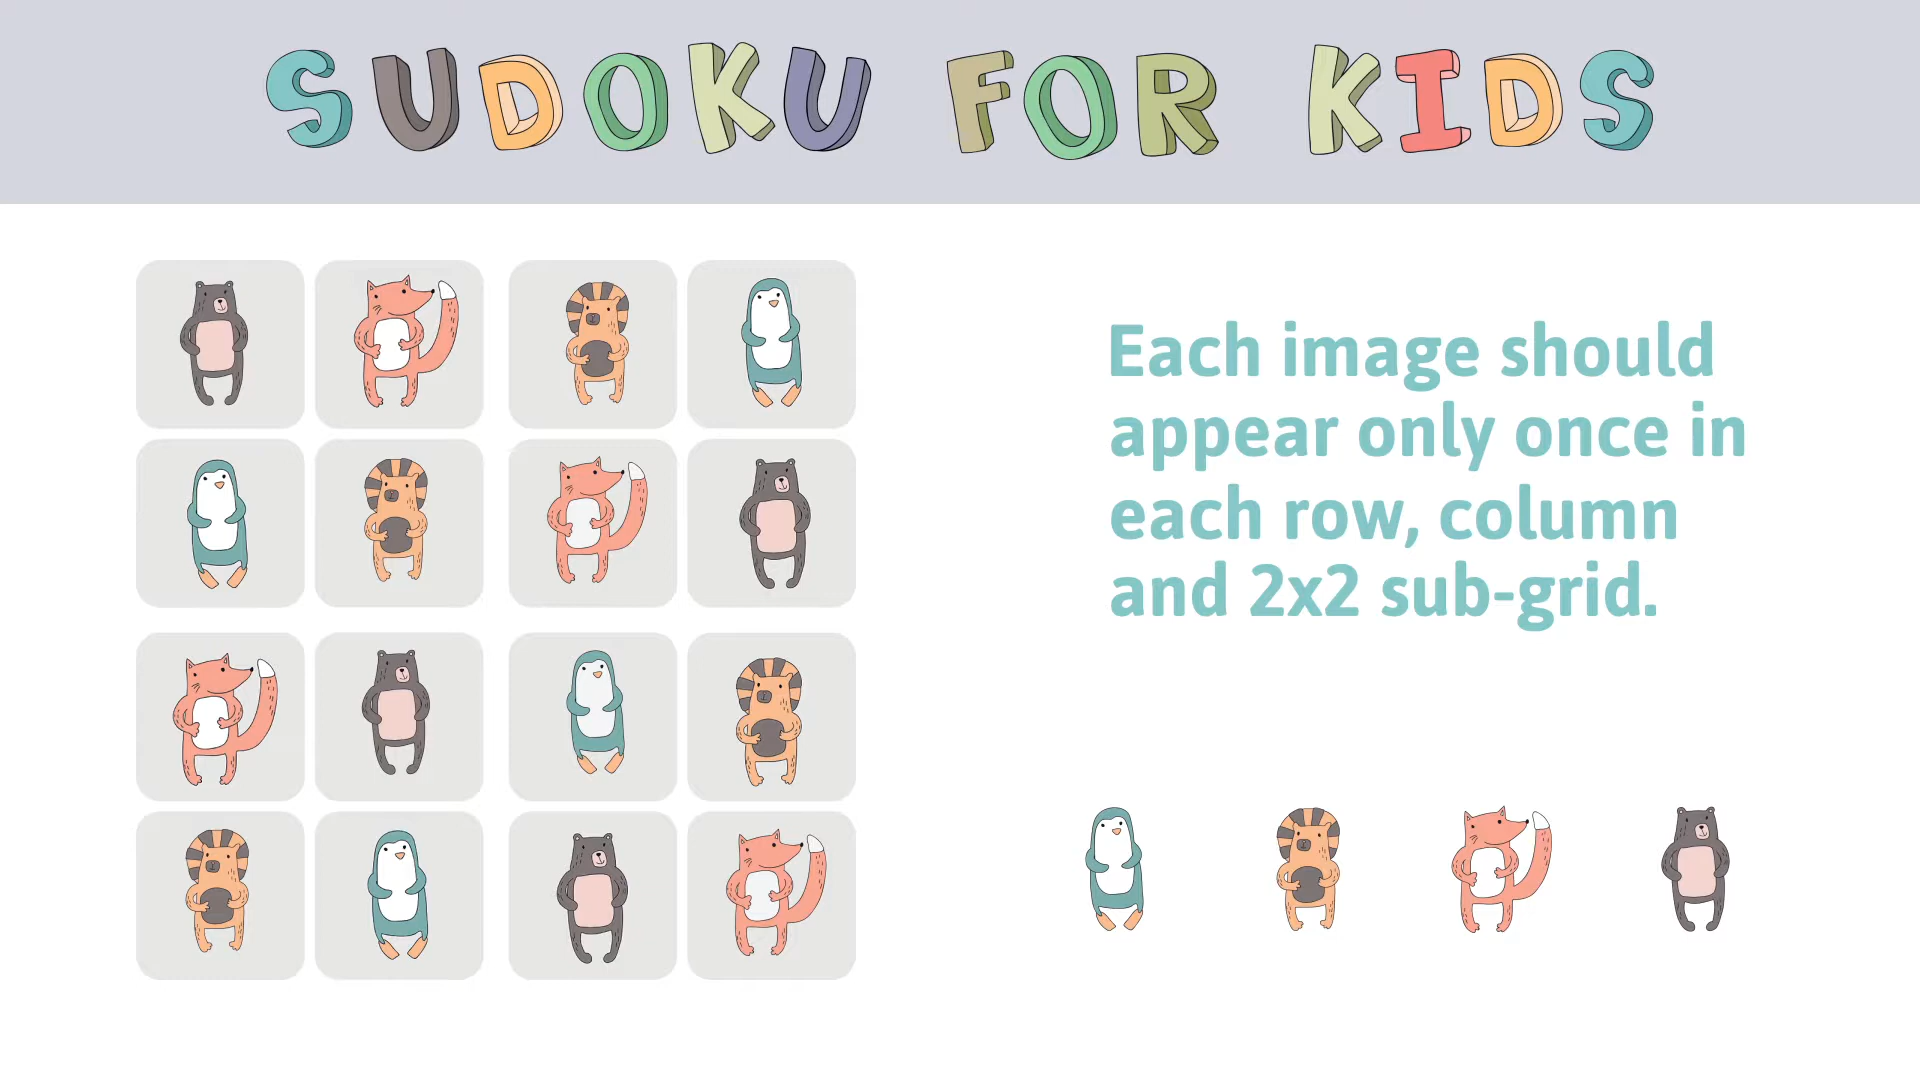 SUDOKU FOR KIDS
Each image should
appear only once in
each row, column
and 2x2 sub-grid.